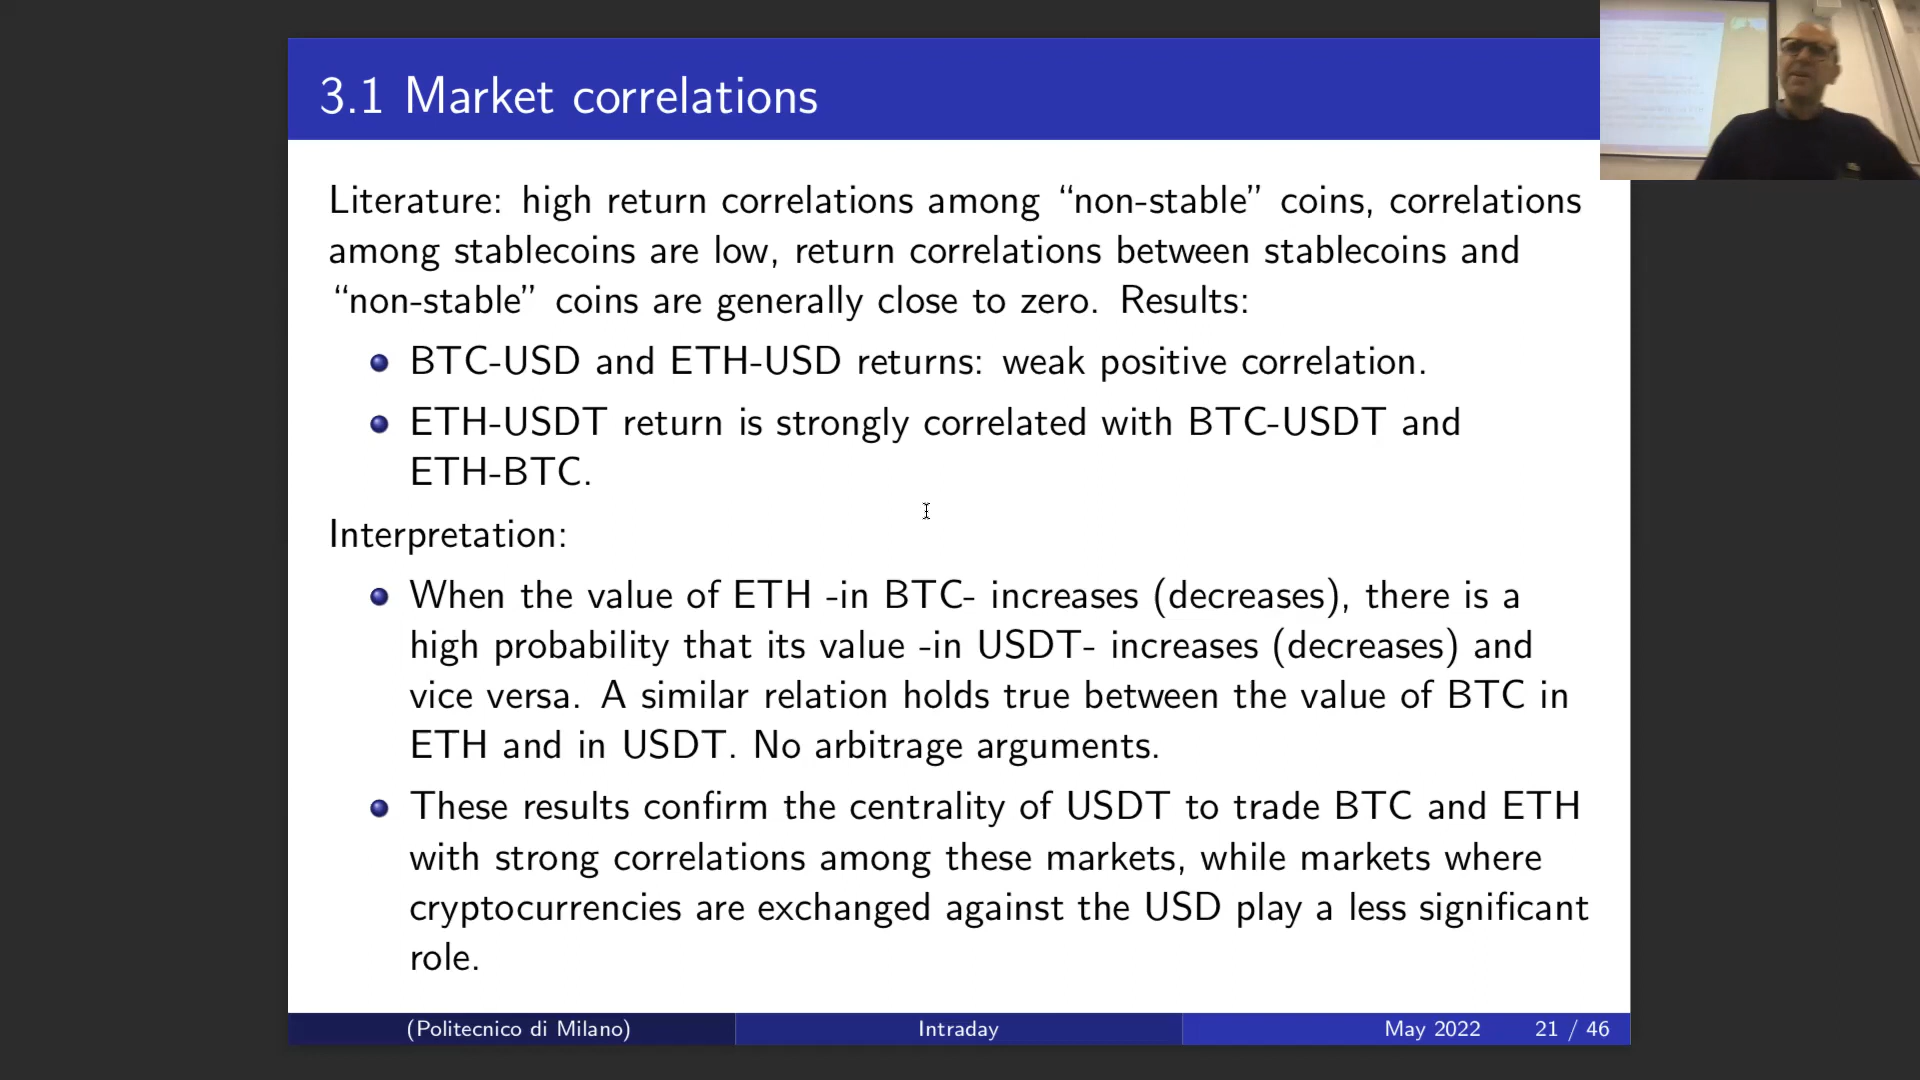 3.1 Market correlations
Literature: high return correlations among “non-stable” coins, correlations
among stablecoins are low, return correlations between stablecoins and
“non-stable” coins are generally close to zero. Results:
BTC-USD and ETH-USD returns: weak positive correlation.
ETH-USDT return is strongly correlated with BTC-USDT and
ETH-BTC.
Interpretation:
When the value of ETH -in BTC- increases (decreases), there is a
high probability that its value -in USDT- increases (decreases) and
vice versa. A similar relation holds true between the value of BTC in
ETH and in USDT. No arbitrage arguments.
These results confirm the centrality of USDT to trade BTC and ETH
with strong correlations among these markets, while markets where
cryptocurrencies are exchanged against the USD play a less significant
role.
(Politecnico di Milano) Intraday May 2022 21 / 46